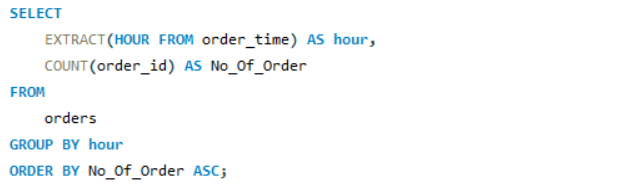 SELECT
EXTRACT(HOUR FROM order_time) AS hour,
COUNT(order_id) AS No_Of_Order
FROM
orders
GROUP BY hour
ORDER BY No_Of_Order ASC;